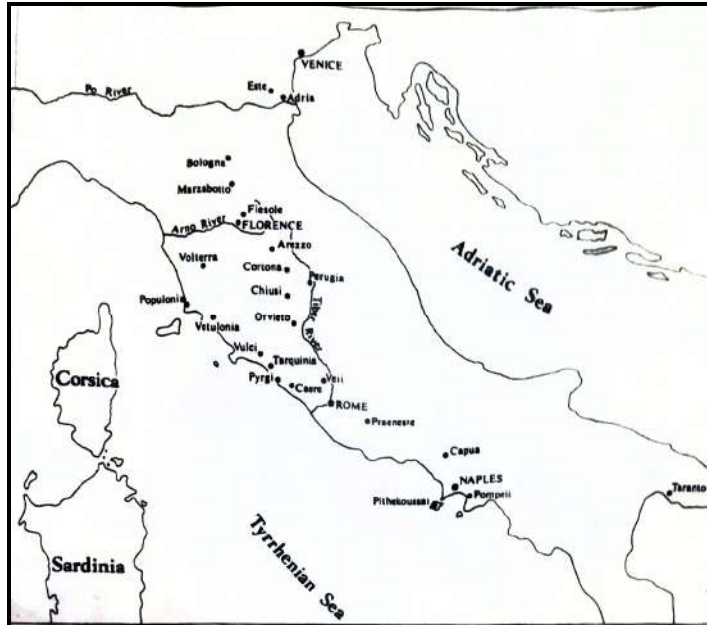 VENICE
Po River
Este
Adria
Bologna
Marzabotto
Fiesole
FLORENCE
Arno River
Arezzo
Volterra
Cortona
Perugia
Chiusi
Populonia
Vetulonia
Orvieto
Tiber River
Adriatic Sea
Vulci
Tarquinia
Pyrgi
Caere
Veii
ROME
Corsica
Praeneste
Capua
NAPLES
Pithekoussai
Pompeii
Taranto
Tyrrhenian Sea
Sardinia